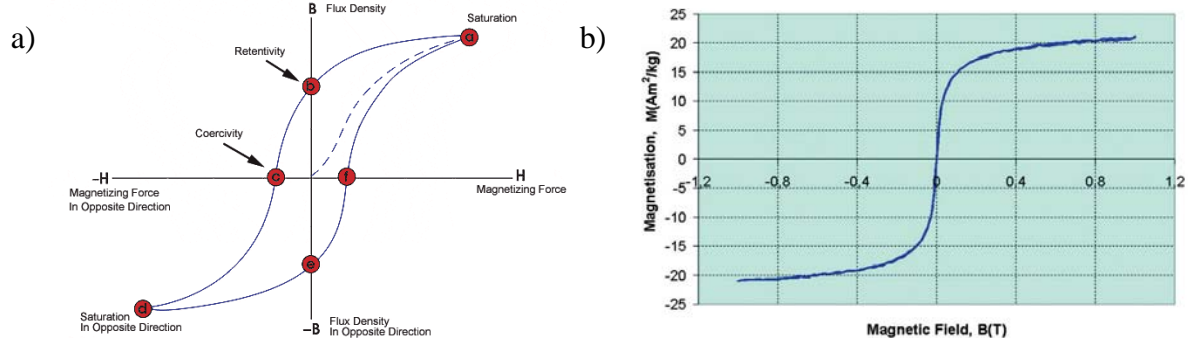 a)
B
Flux Density
Saturation
a
Retentivity
b
Coercivity
c
f
-H
Magnetizing Force
In Opposite Direction
H
Magnetizing Force
e
d
Saturation
In Opposite Direction
-B
Flux Density
In Opposite Direction
b)
Magnetisation, M(Am²/kg)
25
20
15
10
5
0
-5
-10
-15
-20
-25
-1,2
-0,8
-0,4
0
0,4
0,8
1,2
Magnetic Field, B(T)